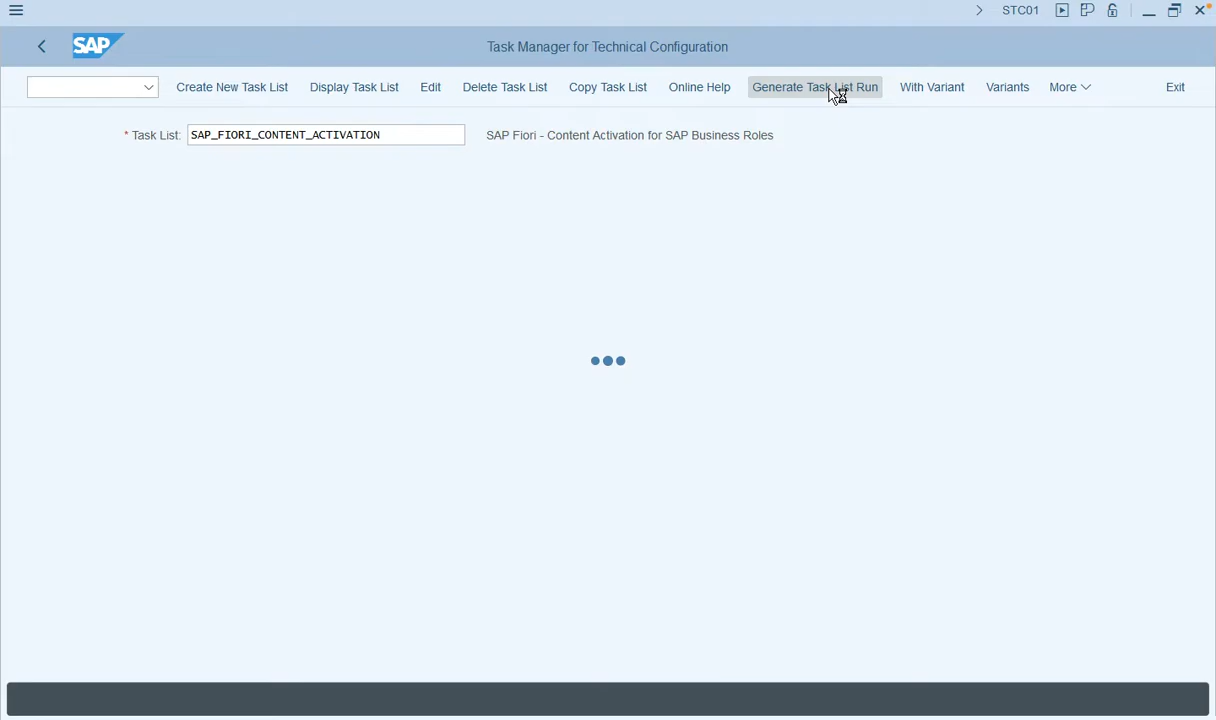 STC01
SAP Task Manager for Technical Configuration
Create New Task List Display Task List Edit Delete Task List Copy Task List Online Help Generate Task List Run With Variant Variants More Exit
* Task List: SAP_FIORI_CONTENT_ACTIVATION SAP Fiori - Content Activation for SAP Business Roles